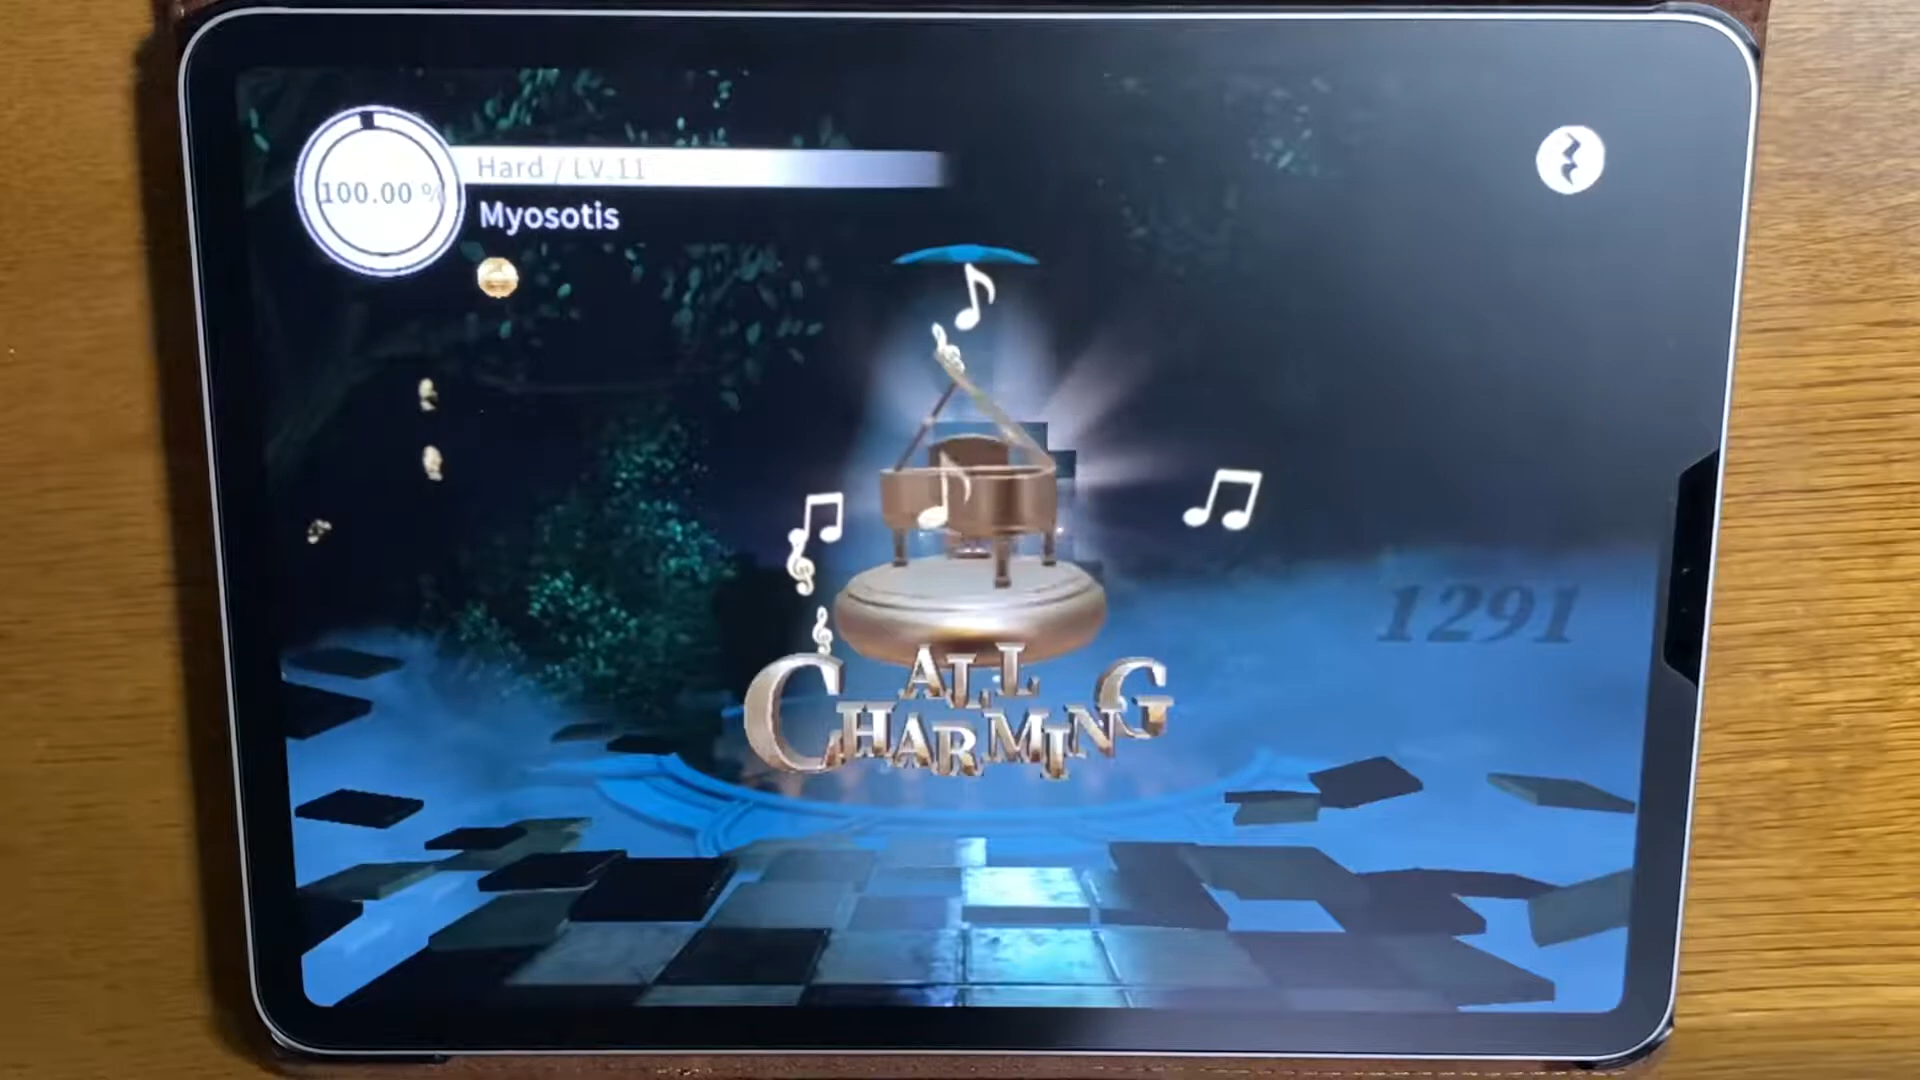 Hard / LV.11
100.00 %
Myosotis
1291
ALL
CHARMING